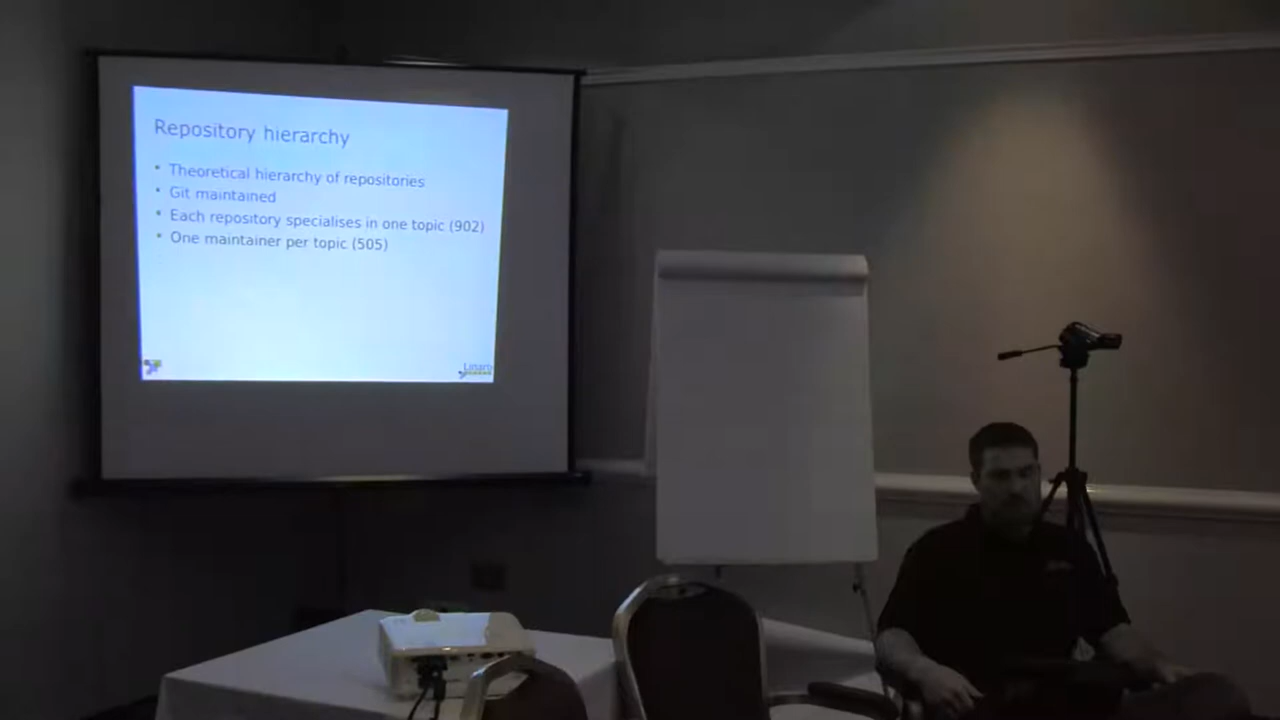 Repository hierarchy
• Theoretical hierarchy of repositories
• Git maintained
• Each repository specialises in one topic (902)
• One maintainer per topic (505)
Linaro